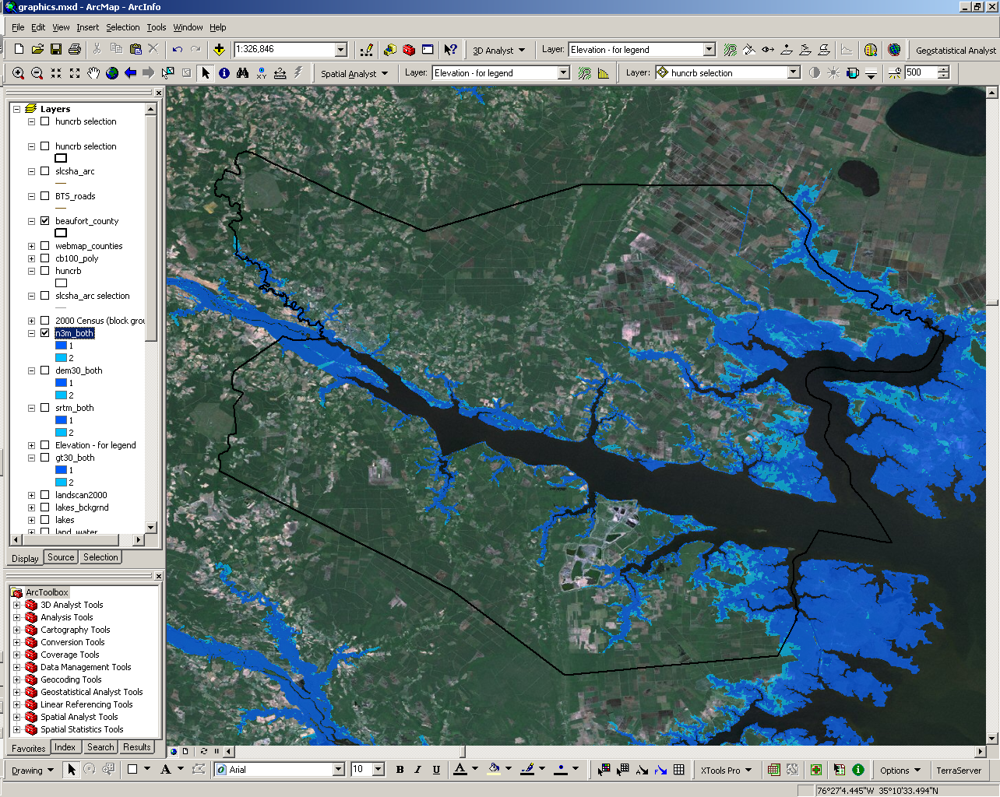 graphics.mxd - ArcMap - ArcInfo
File Edit View Insert Selection Tools Window Help
1:326,846 3D Analyst Layer: Elevation - for legend Geostatistical Analyst
Spatial Analyst Layer: Elevation - for legend Layer: huncrb selection 500
Layers
huncrb selection
huncrb selection
slcsha_arc
BTS_roads
beaufort_county
webmap_counties
cb100_poly
huncrb
slcsha_arc selection
2000 Census (block grou
n3m_both
1
2
dem30_both
1
2
srtm_both
1
2
Elevation - for legend
gt30_both
1
2
landscan2000
lakes_bckgrnd
lakes
land_water
Display Source Selection
ArcToolbox
3D Analyst Tools
Analysis Tools
Cartography Tools
Conversion Tools
Coverage Tools
Data Management Tools
Geocoding Tools
Geostatistical Analyst Tools
Linear Referencing Tools
Spatial Analyst Tools
Spatial Statistics Tools
Favorites Index Search Results
Drawing A Arial 10 B I U A XTools Pro Options TerraServer
76°27'4.445"W 35°10'33.494"N